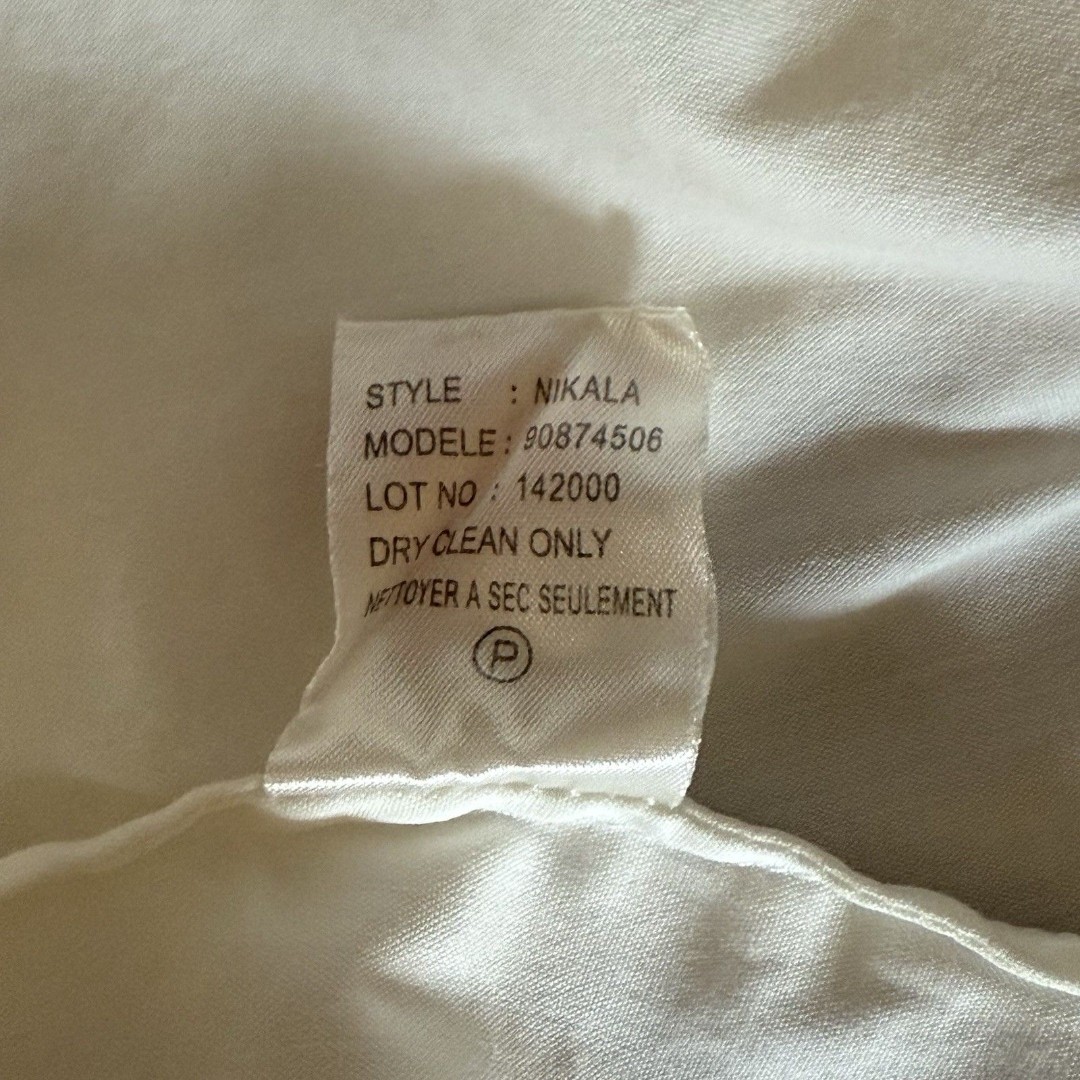 STYLE : NIKALA
MODELE : 90874506
LOT NO : 142000
DRY CLEAN ONLY
NETTOYER A SEC SEULEMENT
P